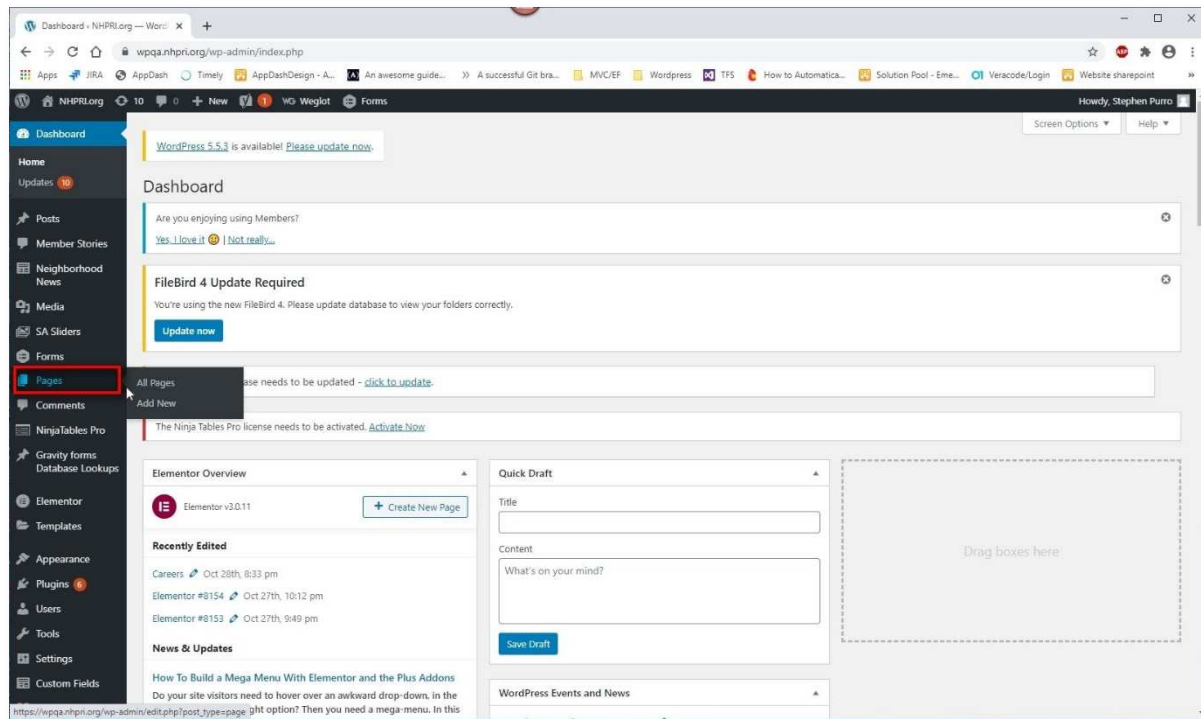 Dashboard ‹ NHPRI.org — Word
wpqa.nhpri.org/wp-admin/index.php
ABP
Apps JIRA AppDash Timely AppDashDesign - A... An awesome guide... A successful Git bra... MVC/EF Wordpress TFS How to Automatica... Solution Pool - Eme... Veracode/Login Website sharepoint
NHPRI.org 10 0 + New 1 WG Weglot Forms Howdy, Stephen Purro
Screen Options Help
Dashboard
Home
Updates 10
Posts
Member Stories
Neighborhood
News
Media
SA Sliders
Forms
Pages
Comments
NinjaTables Pro
Gravity forms
Database Lookups
Elementor
Templates
Appearance
Plugins 6
Users
Tools
Settings
Custom Fields
All Pages
Add New
WordPress 5.5.3 is available! Please update now.
Dashboard
Are you enjoying using Members?
Yes, I love it | Not really...
FileBird 4 Update Required
You're using the new FileBird 4. Please update database to view your folders correctly.
Update now
ase needs to be updated - click to update.
The Ninja Tables Pro license needs to be activated. Activate Now
Elementor Overview
Elementor v3.0.11
+ Create New Page
Recently Edited
Careers Oct 28th, 8:33 pm
Elementor #8154 Oct 27th, 10:12 pm
Elementor #8153 Oct 27th, 9:49 pm
News & Updates
How To Build a Mega Menu With Elementor and the Plus Addons
Do your site visitors need to hover over an awkward drop-down, in the
ght option? Then you need a mega-menu. In this
Quick Draft
Title
Content
What's on your mind?
Save Draft
WordPress Events and News
Drag boxes here
https://wpqa.nhpri.org/wp-admin/edit.php?post_type=page